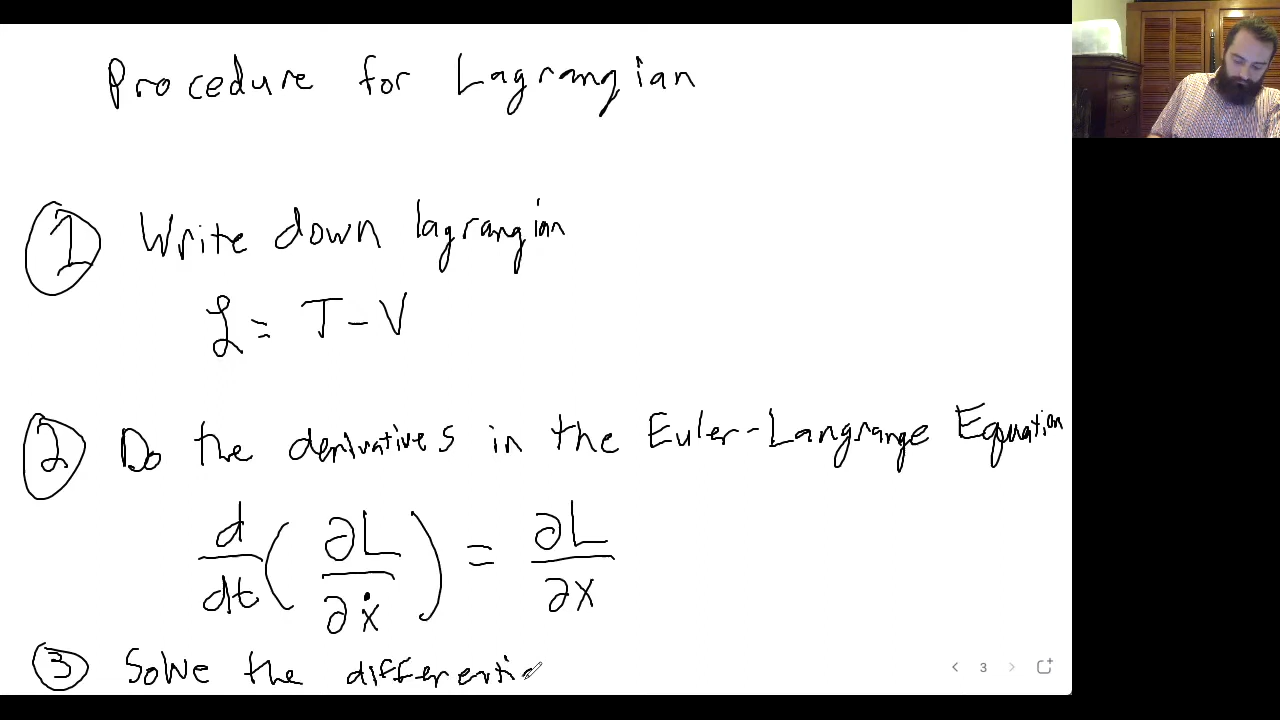 Procedure for Lagrangian
① Write down lagrangian
ℒ = T - V
② Do the derivatives in the Euler-Langrange Equation
d/dt (∂L/∂ẋ) = ∂L/∂x
③ Solve the differentia
< 3 >